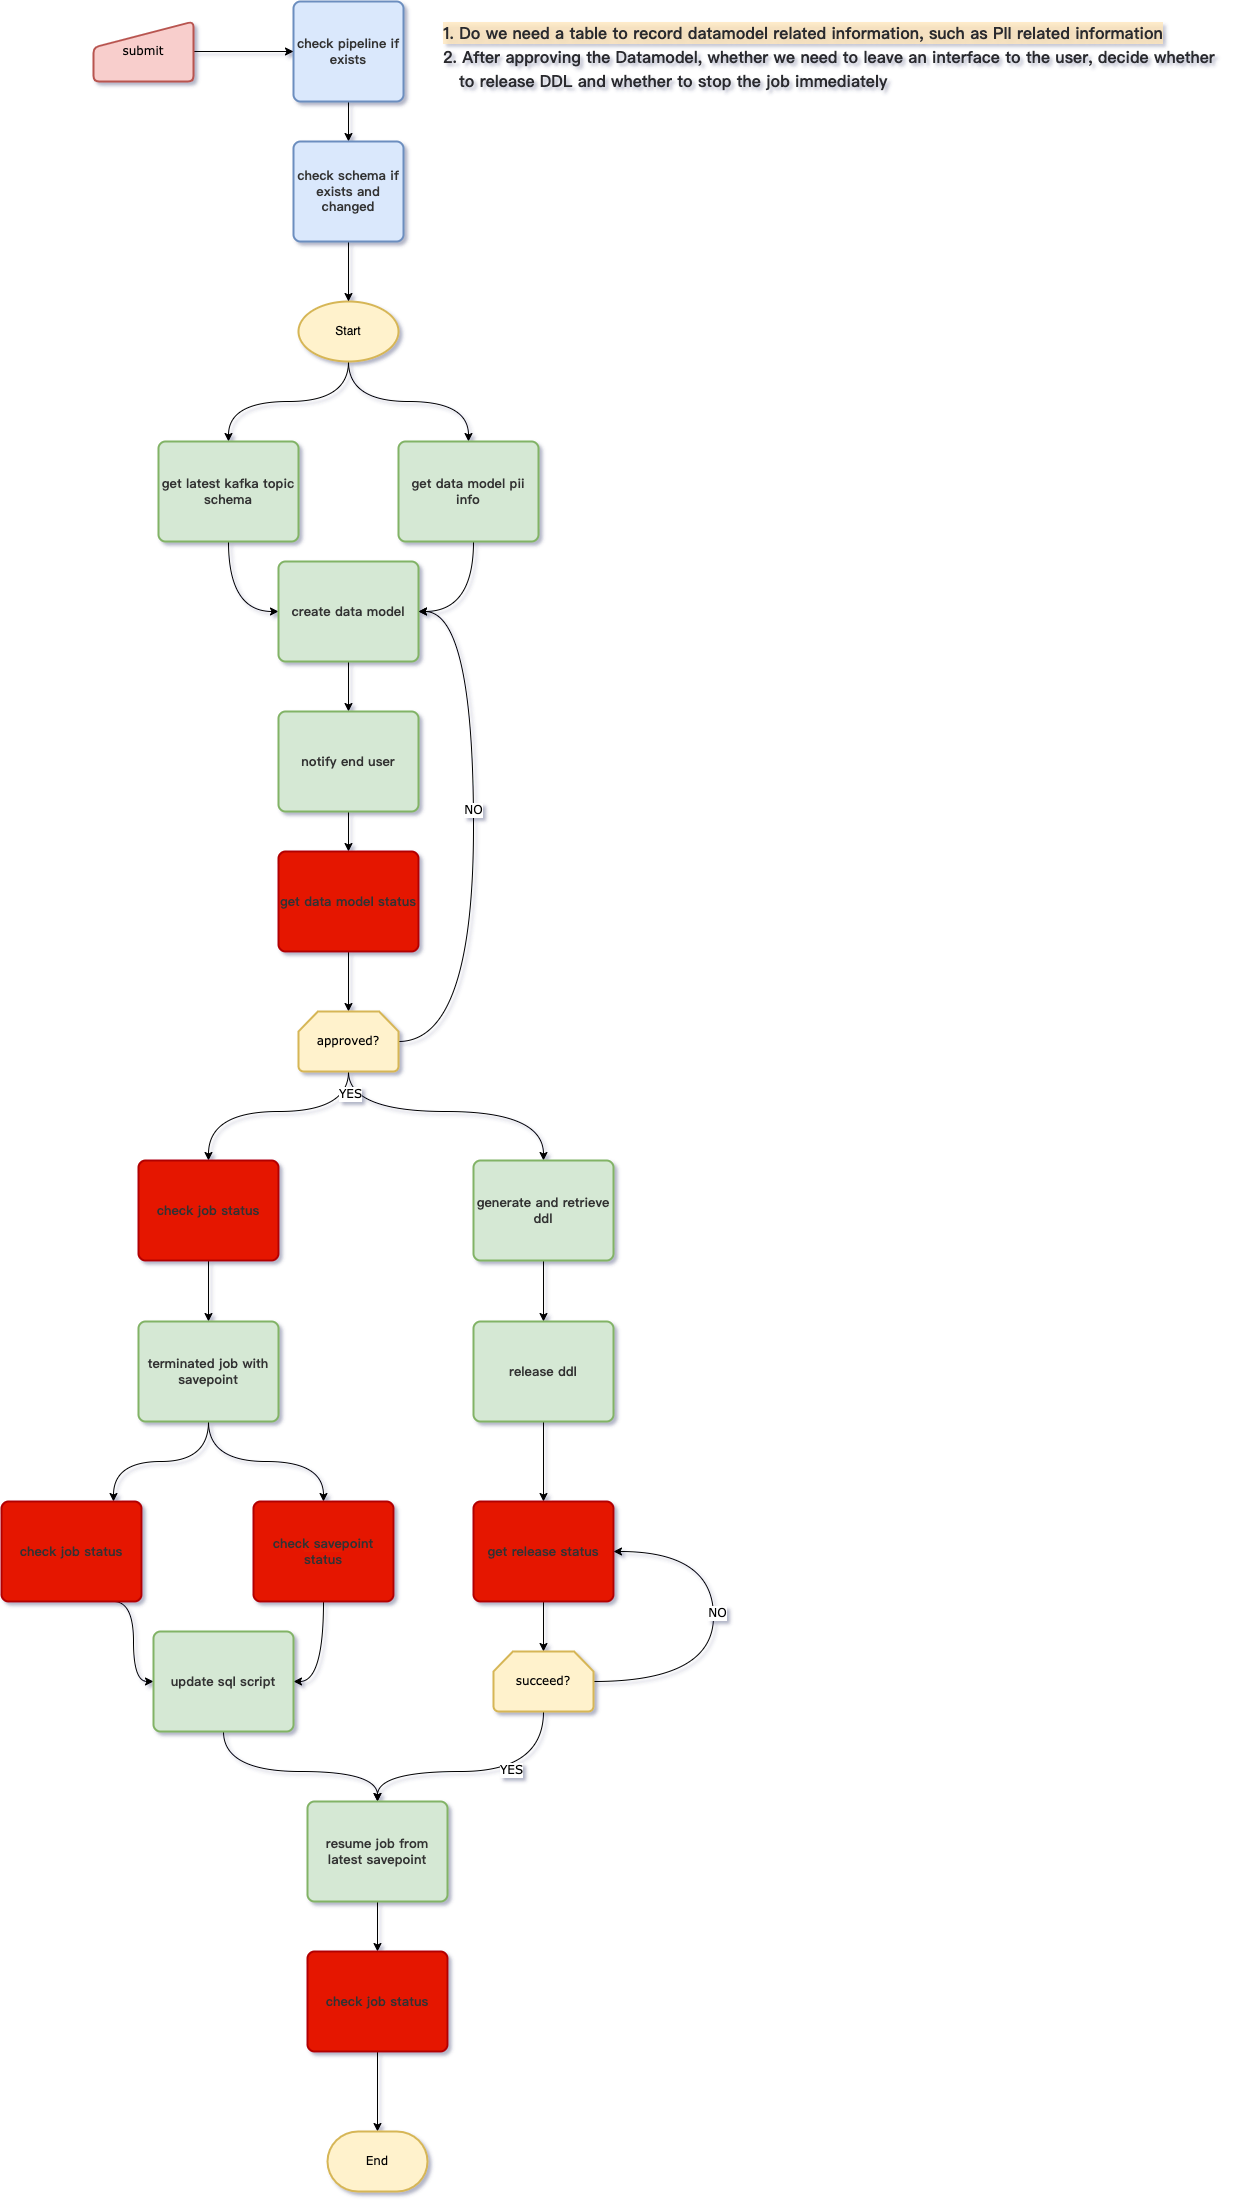 submit
check pipeline if
exists
1. Do we need a table to record datamodel related information, such as PII related information
2. After approving the Datamodel, whether we need to leave an interface to the user, decide whether
to release DDL and whether to stop the job immediately
check schema if
exists and
changed
Start
get latest kafka topic
schema
get data model pii
info
create data model
notify end user
NO
get data model status
approved?
YES
check job status
generate and retrieve
ddl
terminated job with
savepoint
release ddl
check job status
check savepoint
status
get release status
NO
update sql script
succeed?
YES
resume job from
latest savepoint
check job status
End